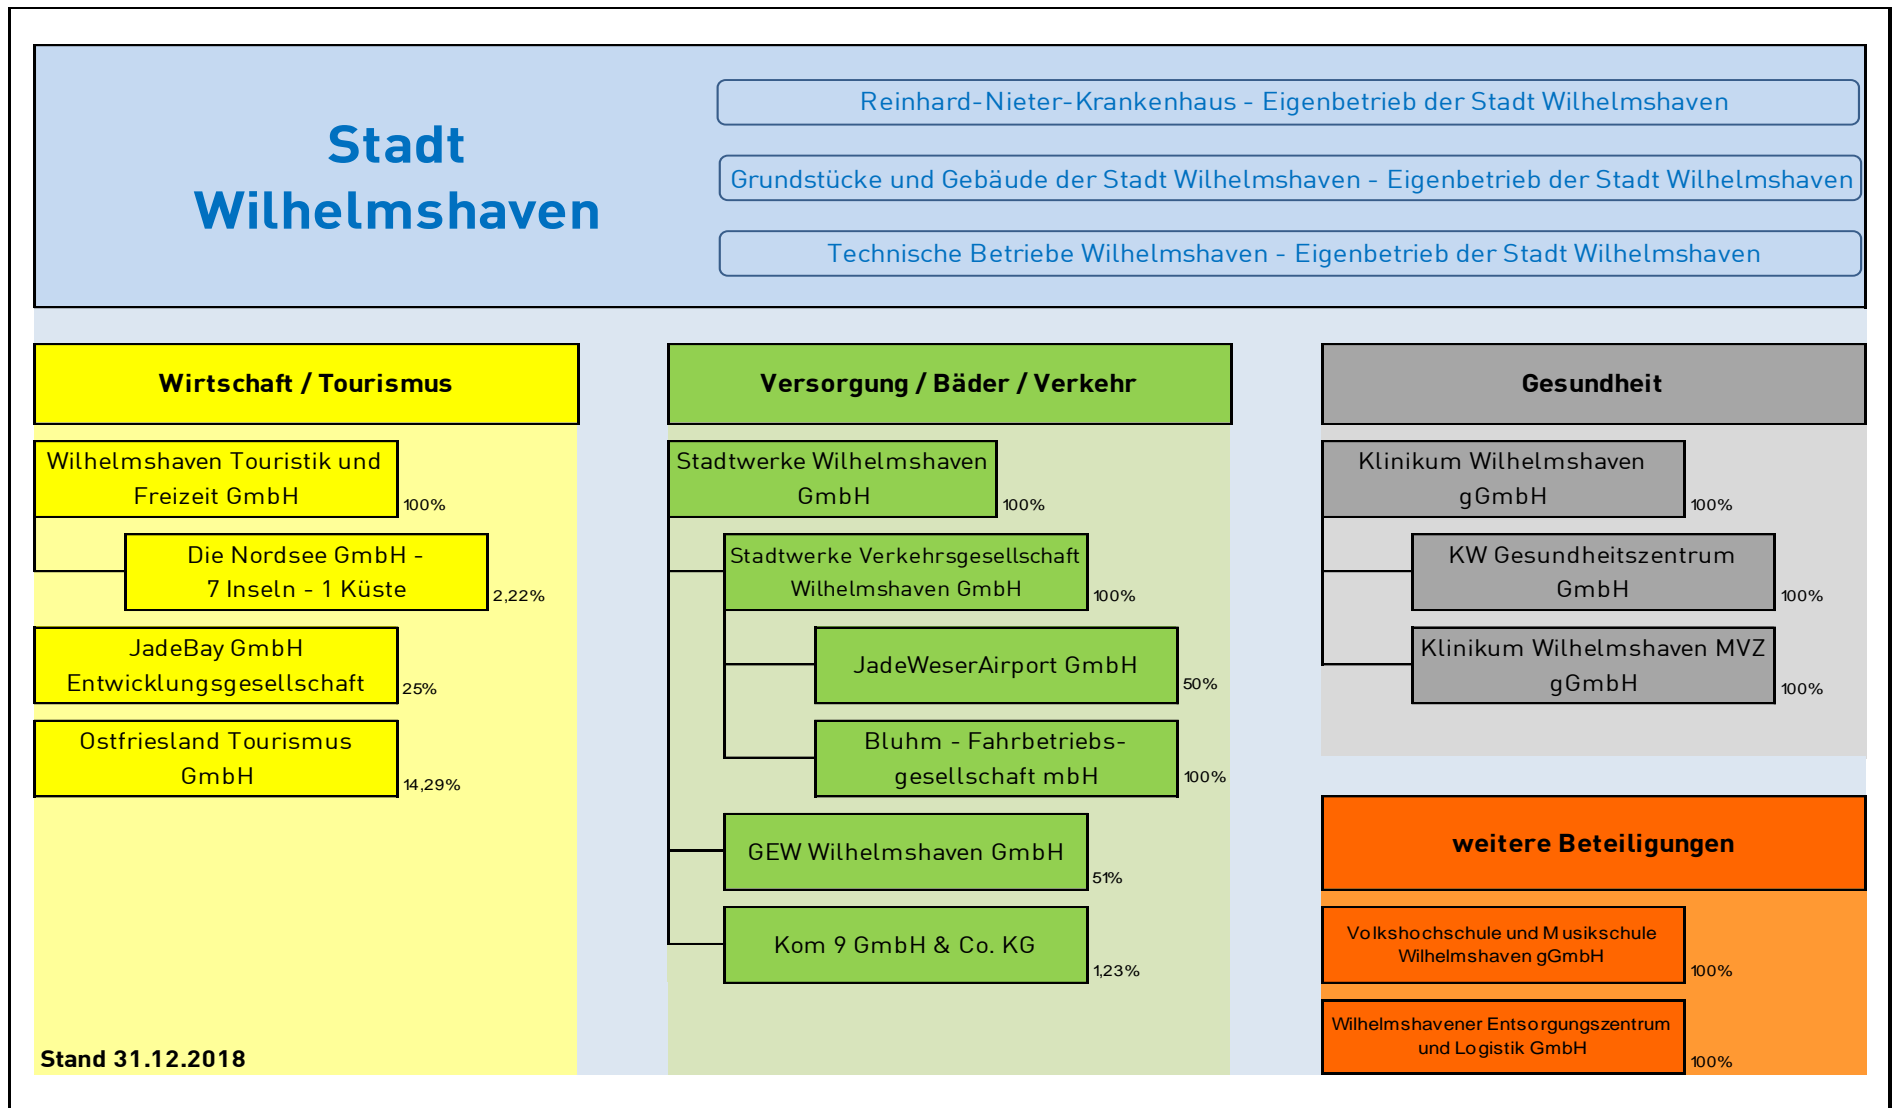 Stadt
Wilhelmshaven
Reinhard-Nieter-Krankenhaus - Eigenbetrieb der Stadt Wilhelmshaven
Grundstücke und Gebäude der Stadt Wilhelmshaven - Eigenbetrieb der Stadt Wilhelmshaven
Technische Betriebe Wilhelmshaven - Eigenbetrieb der Stadt Wilhelmshaven
Wirtschaft / Tourismus
Wilhelmshaven Touristik und
Freizeit GmbH
100%
Die Nordsee GmbH -
7 Inseln - 1 Küste
2,22%
JadeBay GmbH
Entwicklungsgesellschaft
25%
Ostfriesland Tourismus
GmbH
14,29%
Stand 31.12.2018
Versorgung / Bäder / Verkehr
Stadtwerke Wilhelmshaven
GmbH
100%
Stadtwerke Verkehrsgesellschaft
Wilhelmshaven GmbH
100%
JadeWeserAirport GmbH
50%
Bluhm - Fahrbetriebs-
gesellschaft mbH
100%
GEW Wilhelmshaven GmbH
51%
Kom 9 GmbH & Co. KG
1,23%
Gesundheit
Klinikum Wilhelmshaven
gGmbH
100%
KW Gesundheitszentrum
GmbH
100%
Klinikum Wilhelmshaven MVZ
gGmbH
100%
weitere Beteiligungen
Volkshochschule und Musikschule
Wilhelmshaven gGmbH
100%
Wilhelmshavener Entsorgungszentrum
und Logistik GmbH
100%